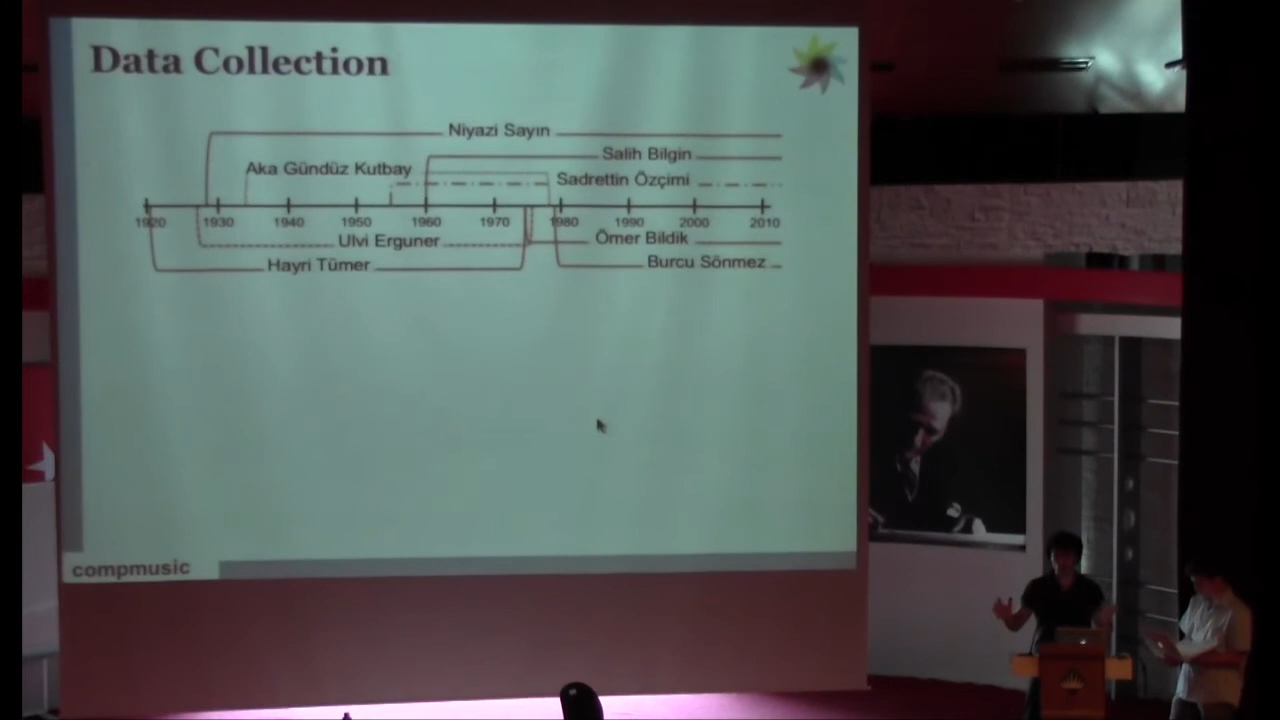 Data Collection
Niyazi Sayın
Salih Bilgin
Aka Gündüz Kutbay
Sadrettin Özçimi
1920 1930 1940 1950 1960 1970 1980 1990 2000 2010
Ulvi Erguner
Ömer Bildik
Hayri Tümer
Burcu Sönmez
compmusic